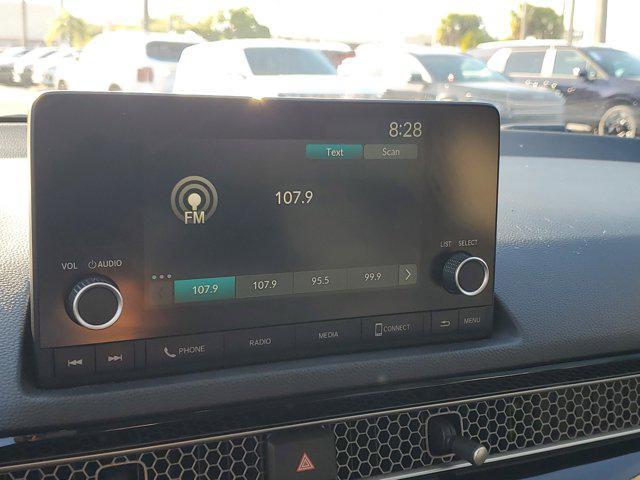 8:28
Text Scan
FM 107.9
VOL AUDIO LIST SELECT
107.9 107.9 95.5 99.9
PHONE RADIO MEDIA CONNECT MENU